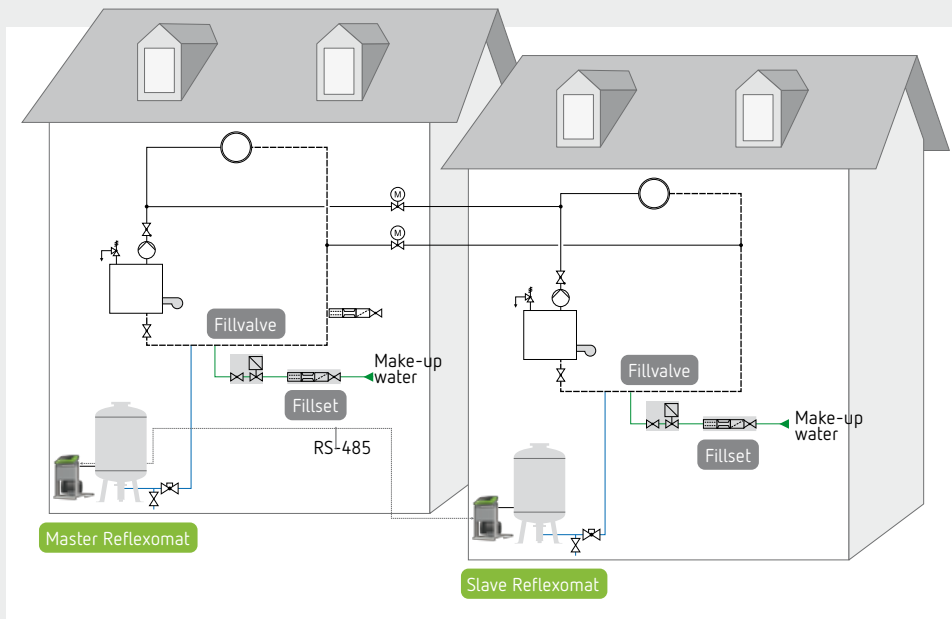 M
M
Fillvalve
Make-up
water
Fillset
RS-485
Master Reflexomat
Fillvalve
Make-up
water
Fillset
Slave Reflexomat